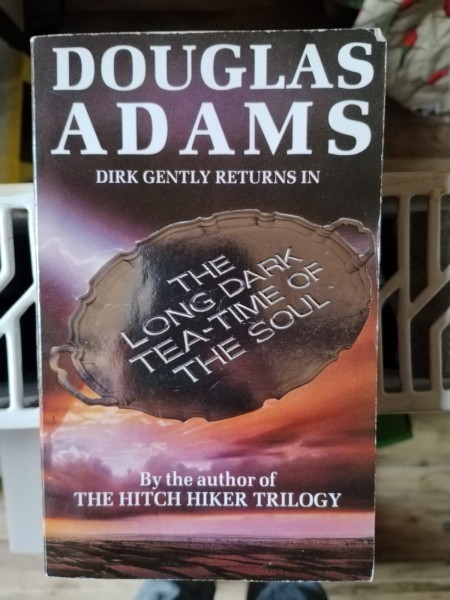 DOUGLAS
ADAMS
DIRK GENTLY RETURNS IN
THE
LONG DARK
TEA-TIME OF
THE SOUL
By the author of
THE HITCH HIKER TRILOGY